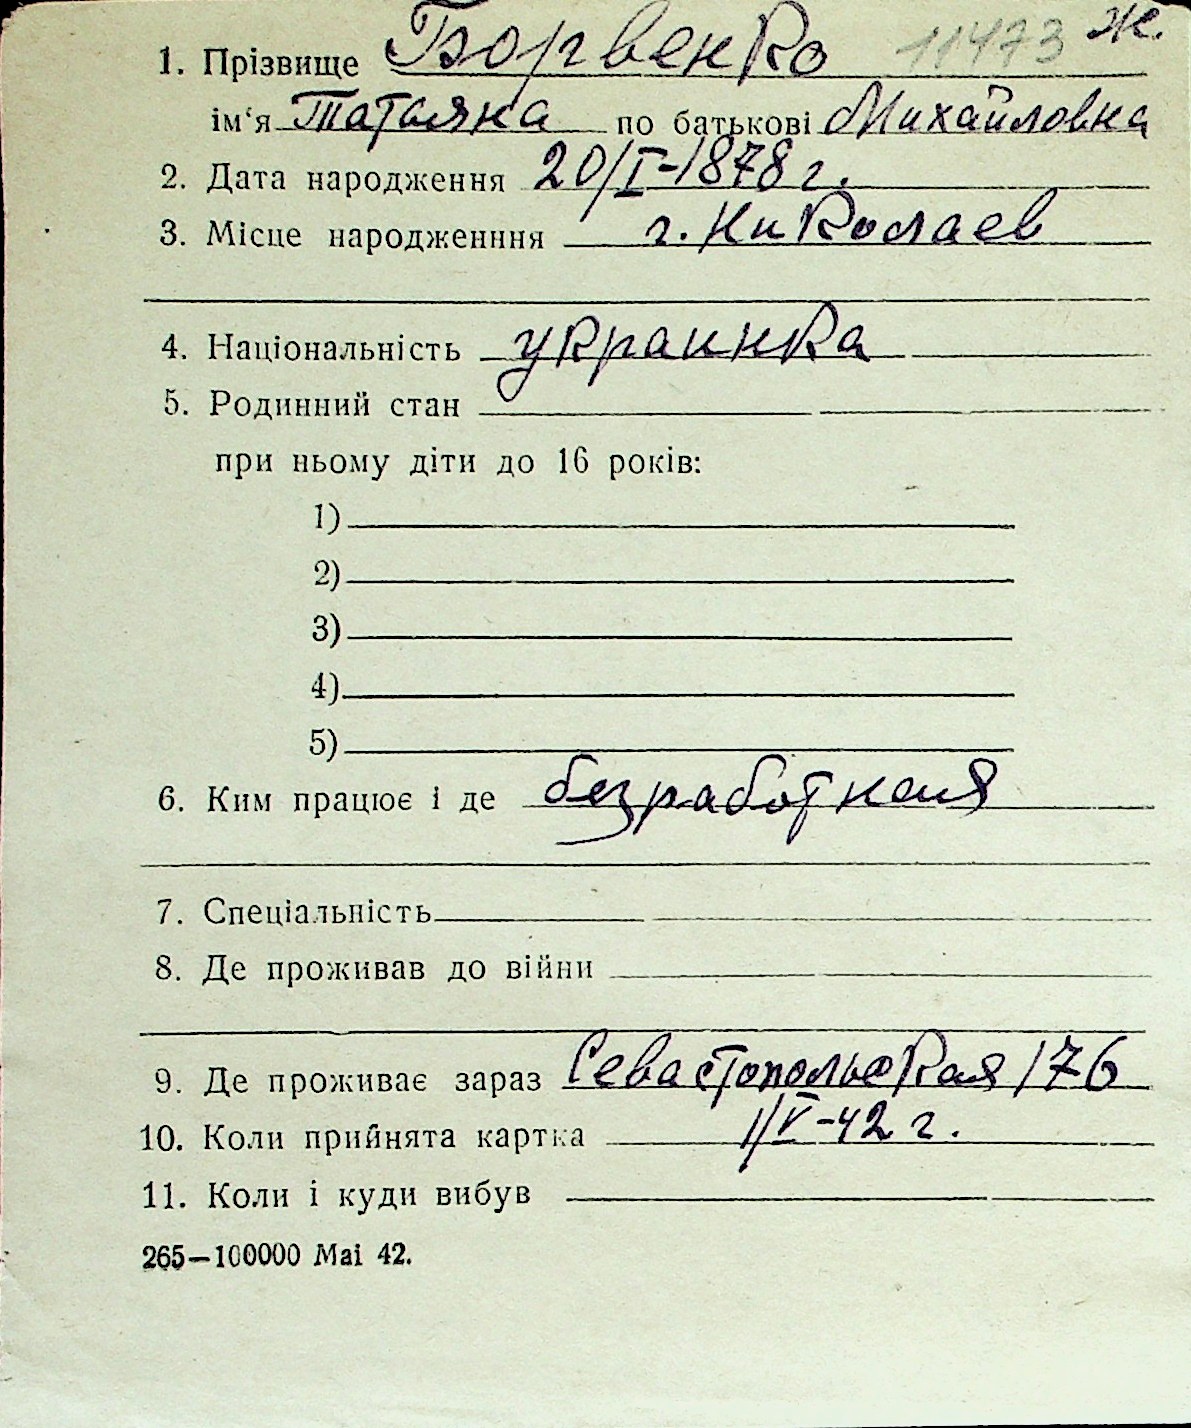 1. Прізвище Борвенко 11473 Ж.
ім‘я Татьяна по батькові Михайловна
2. Дата народження 20/I-1878 г.
3. Місце народженння г. Николаев
4. Національність украинка
5. Родинний стан
при ньому діти до 16 років:
1)
2)
3)
4)
5)
6. Ким працює і де безработная
7. Спеціальність
8. Де проживав до війни
9. Де проживає зараз Севастопольская 176
10. Коли прийнята картка 1/V-42 г.
11. Коли і куди вибув
265—100000 Mai 42.